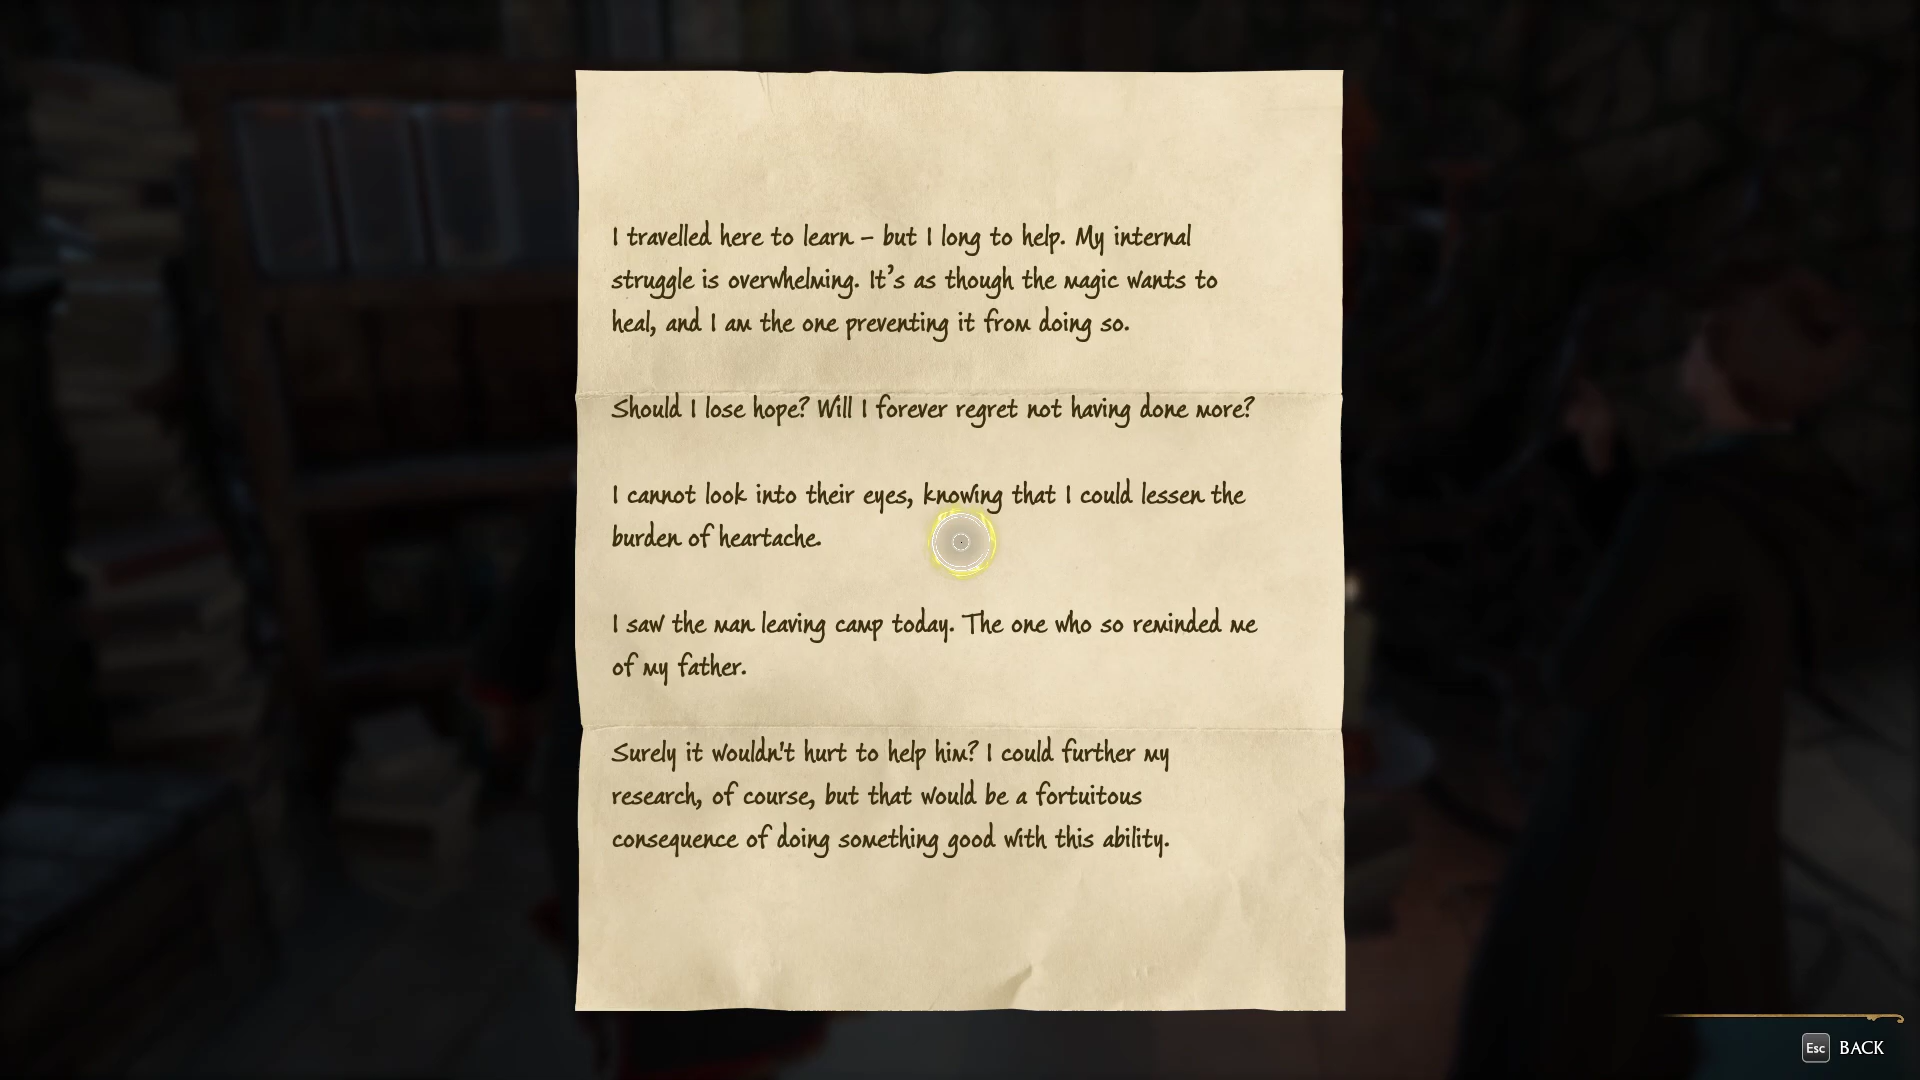 I travelled here to learn – but I long to help. My internal
struggle is overwhelming. It’s as though the magic wants to
heal, and I am the one preventing it from doing so.
Should I lose hope? Will I forever regret not having done more?
I cannot look into their eyes, knowing that I could lessen the
burden of heartache.
I saw the man leaving camp today. The one who so reminded me
of my father.
Surely it wouldn't hurt to help him? I could further my
research, of course, but that would be a fortuitous
consequence of doing something good with this ability.
Esc BACK